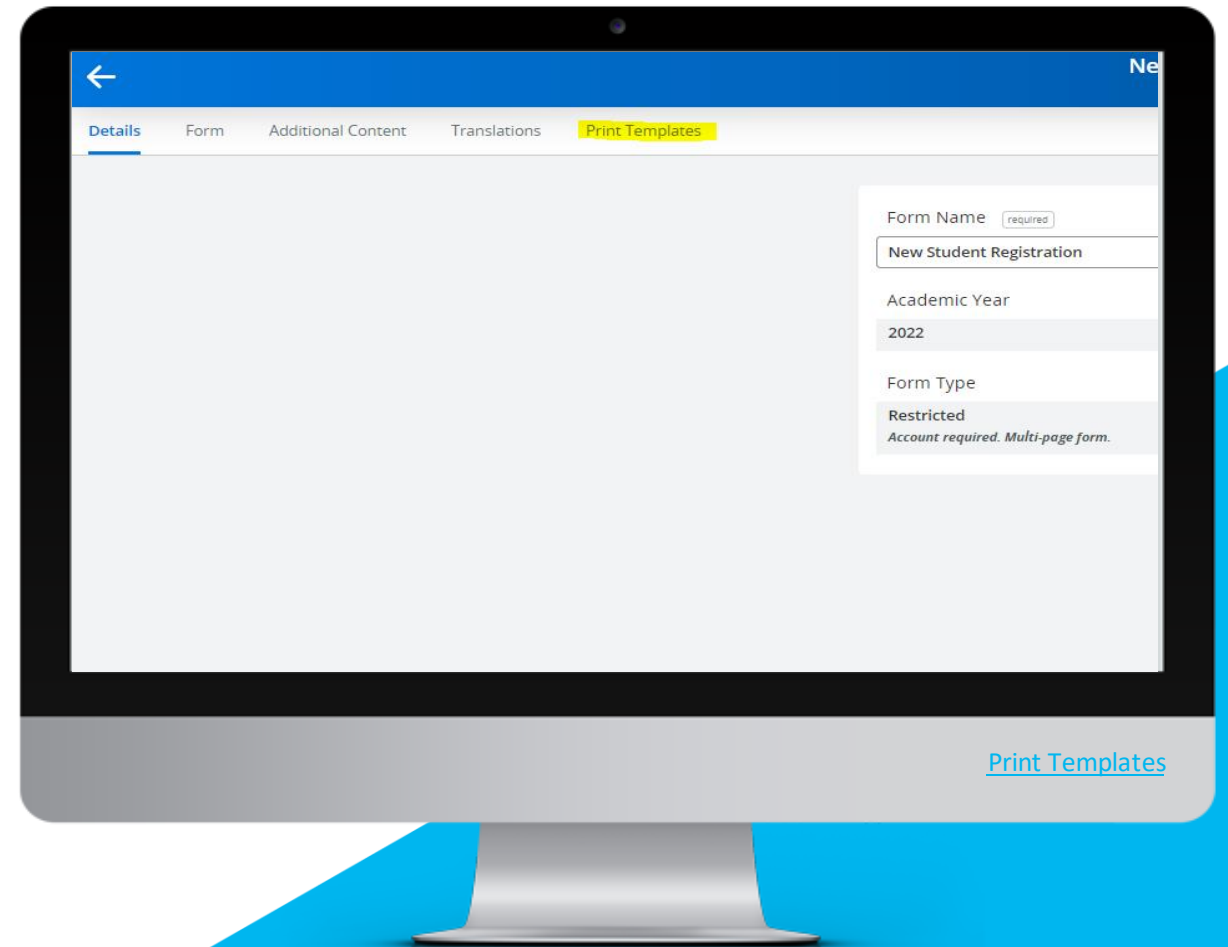 Ne
Details Form Additional Content Translations Print Templates
Form Name required
New Student Registration
Academic Year
2022
Form Type
Restricted
Account required. Multi-page form.
Print Templates